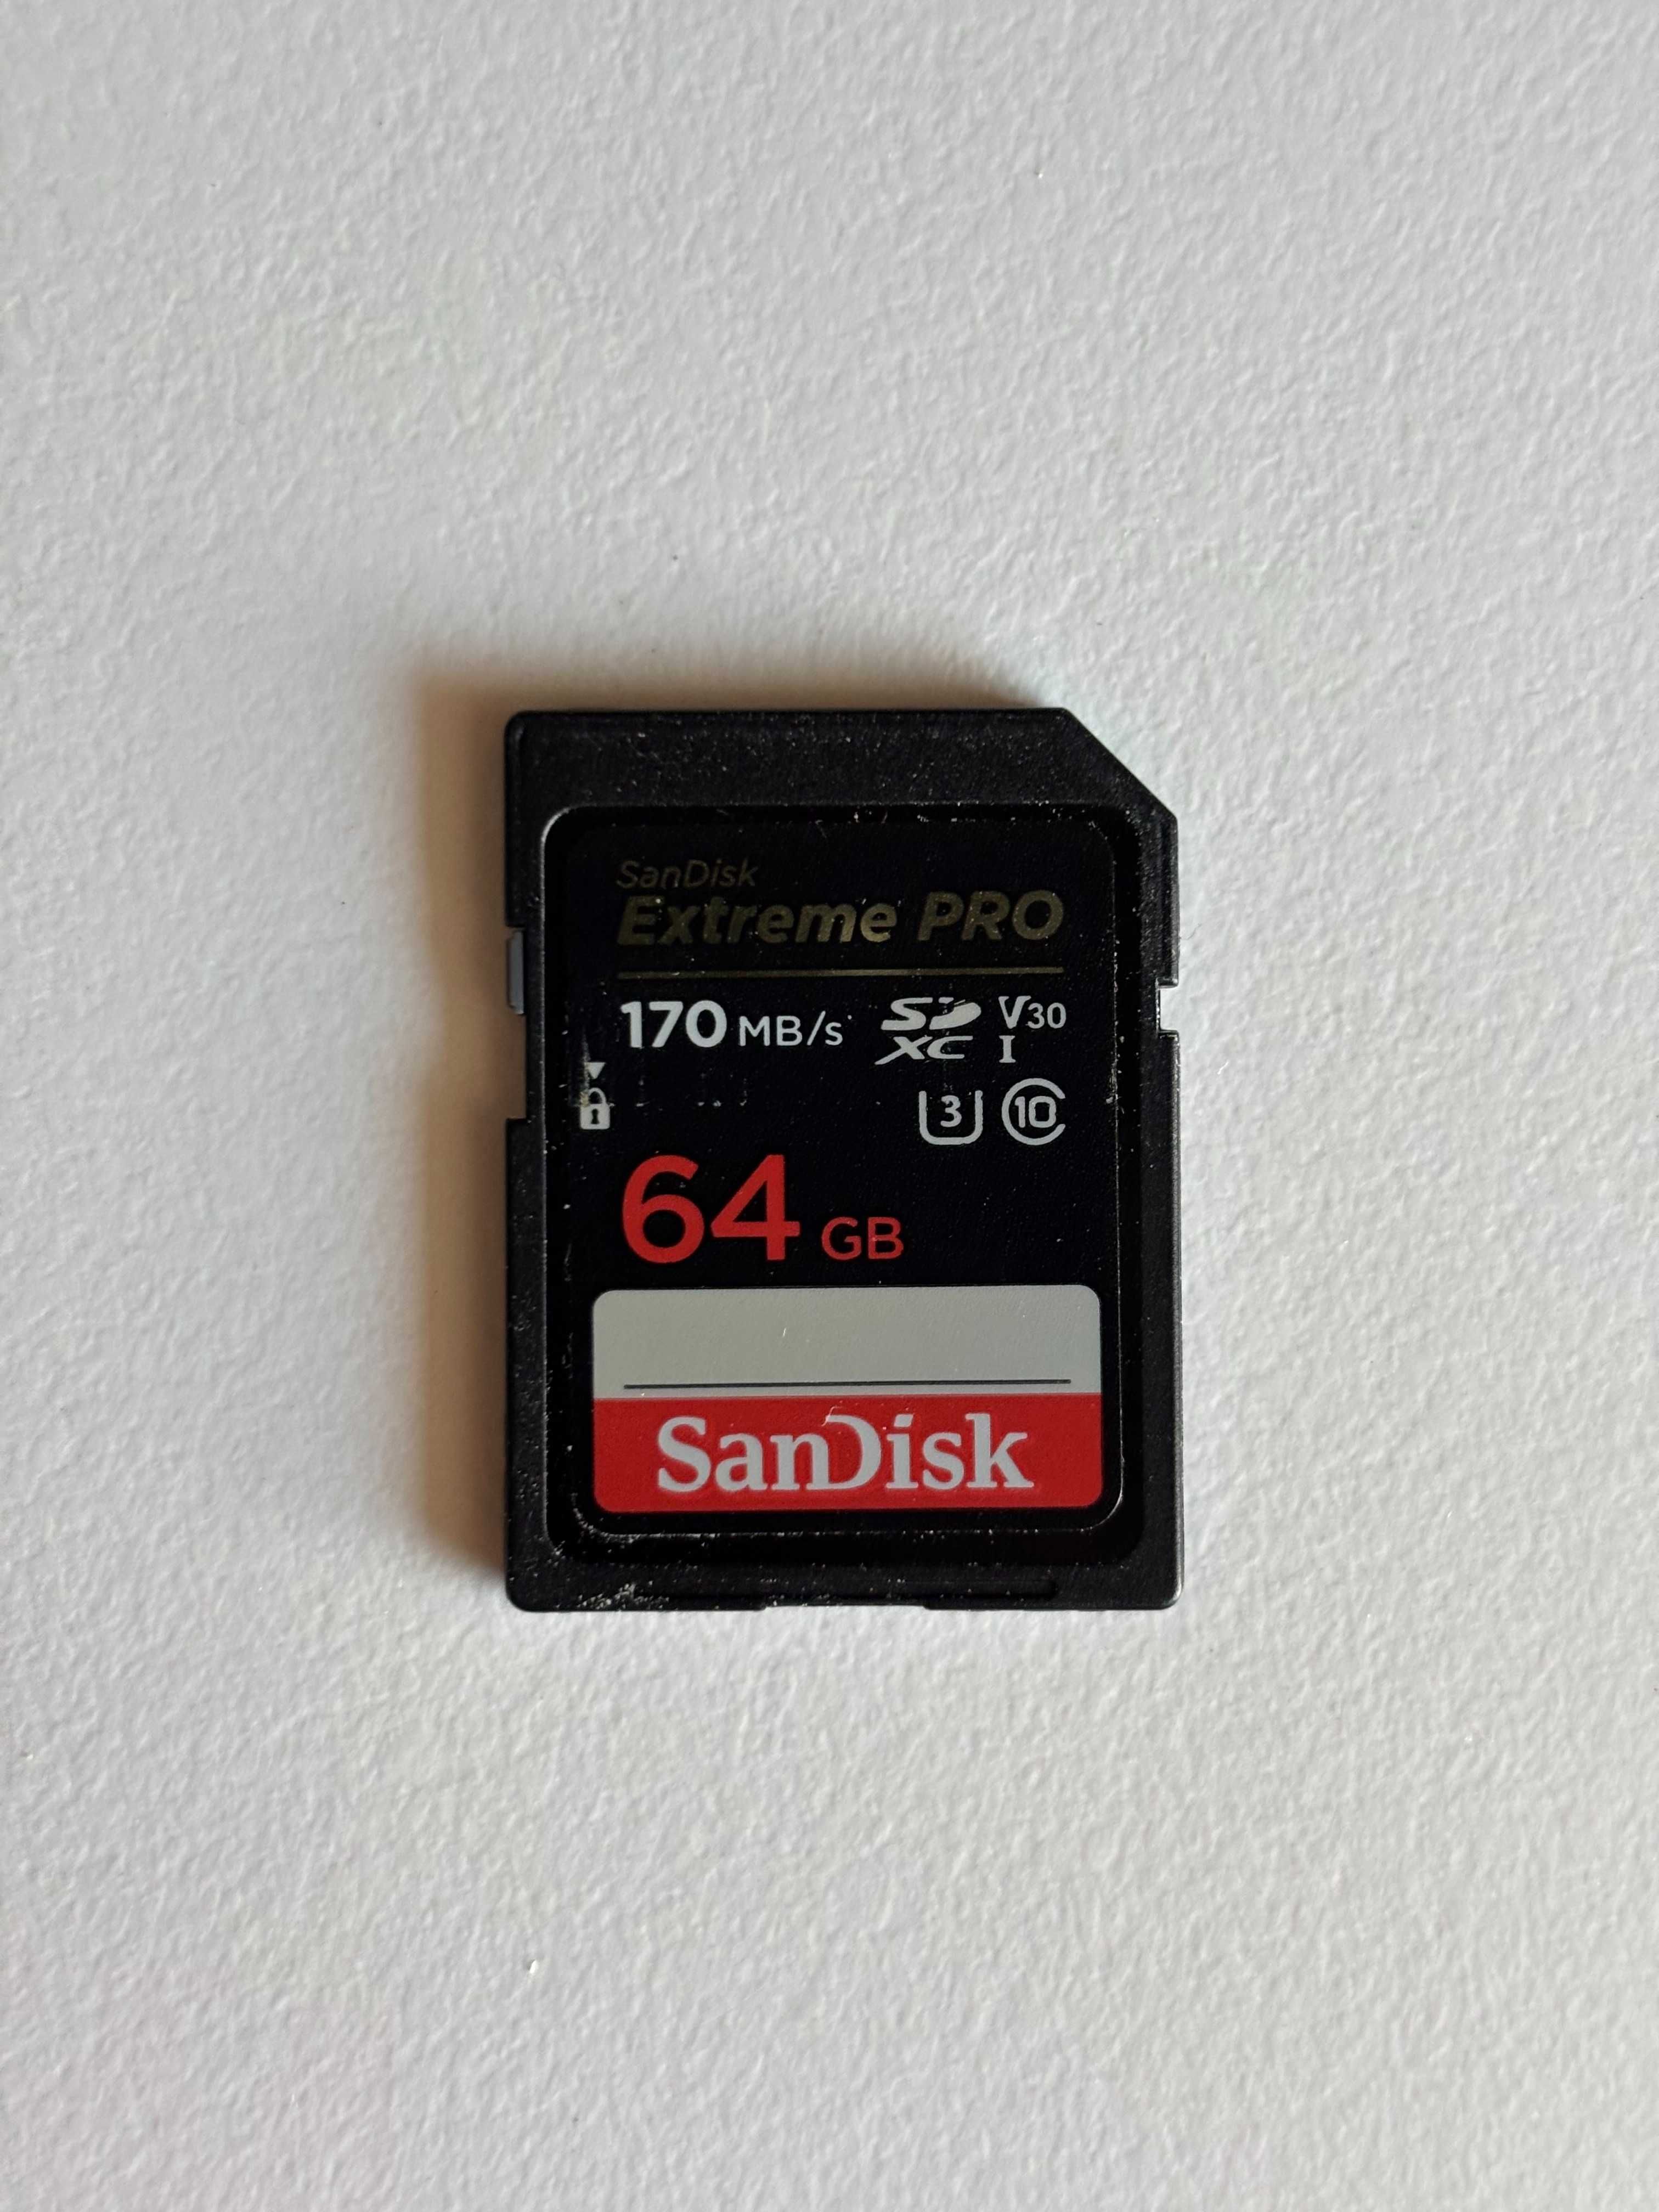 SanDisk
Extreme PRO
170 MB/s SD XC V30 I
3 10
64 GB
SanDisk